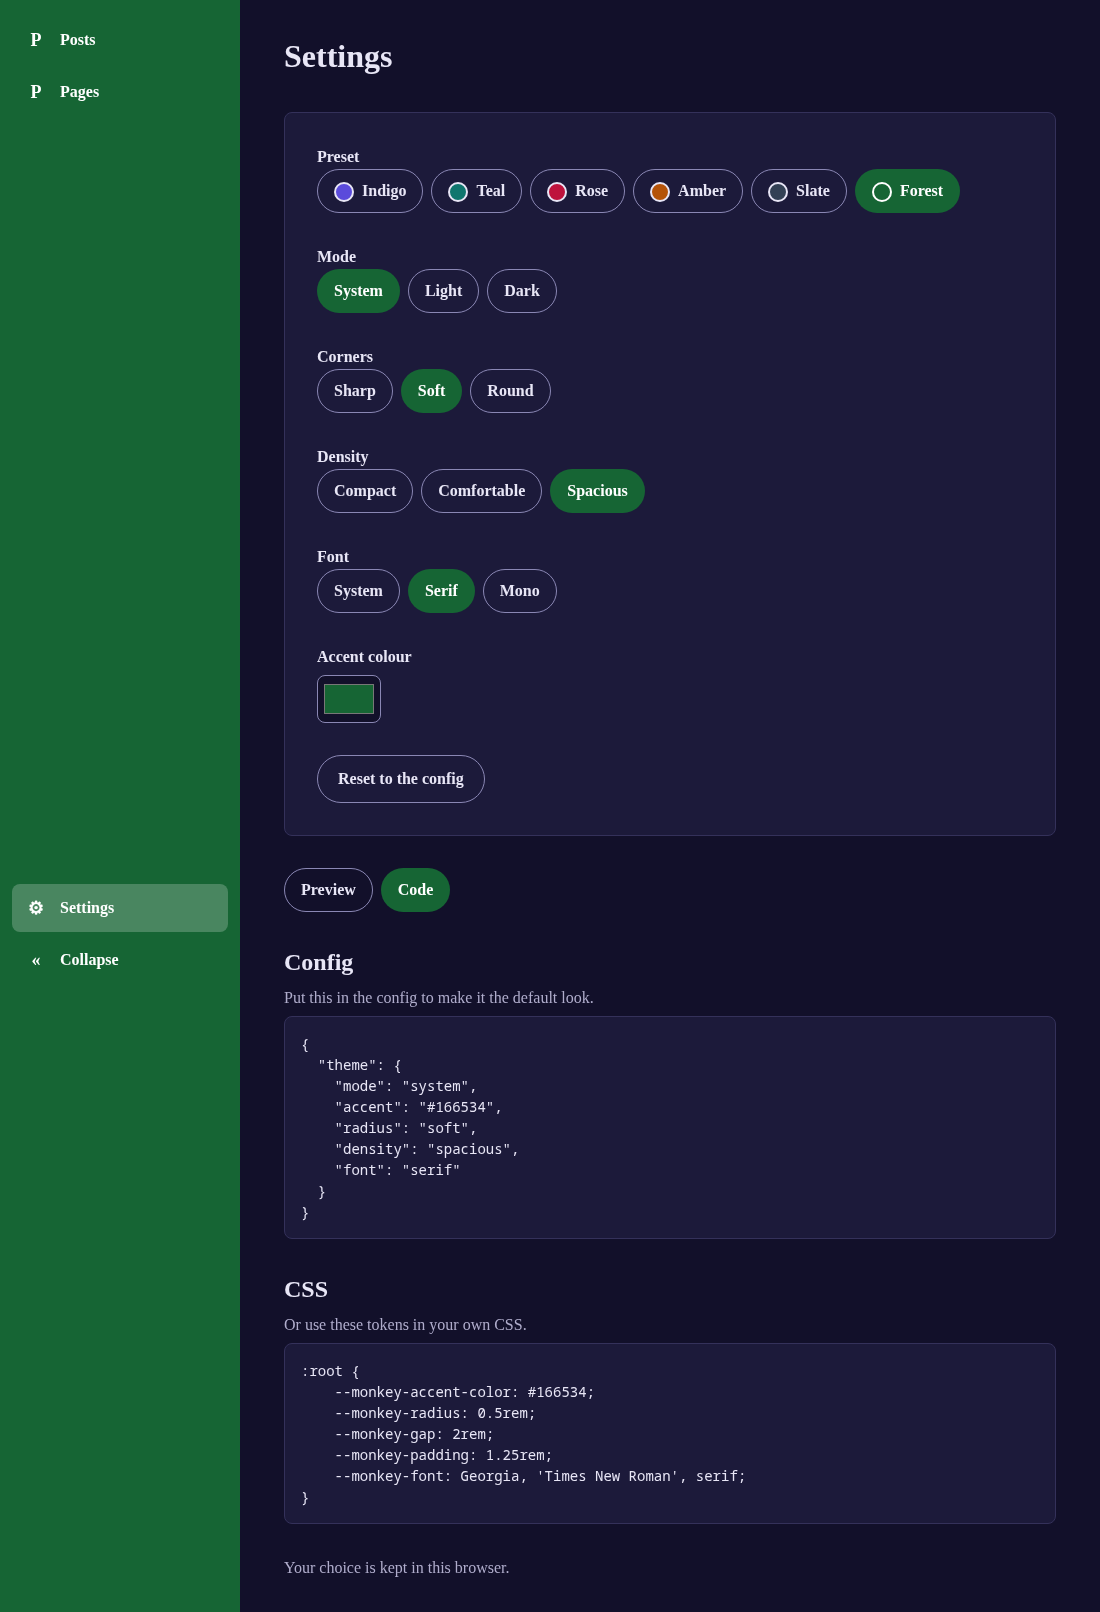 P Posts
P Pages
Settings
Collapse
Settings
Preset
Indigo Teal Rose Amber Slate Forest
Mode
System Light Dark
Corners
Sharp Soft Round
Density
Compact Comfortable Spacious
Font
System Serif Mono
Accent colour
Reset to the config
Preview Code
Config
Put this in the config to make it the default look.
{
  "theme": {
    "mode": "system",
    "accent": "#166534",
    "radius": "soft",
    "density": "spacious",
    "font": "serif"
  }
}
CSS
Or use these tokens in your own CSS.
:root {
    --monkey-accent-color: #166534;
    --monkey-radius: 0.5rem;
    --monkey-gap: 2rem;
    --monkey-padding: 1.25rem;
    --monkey-font: Georgia, 'Times New Roman', serif;
}
Your choice is kept in this browser.